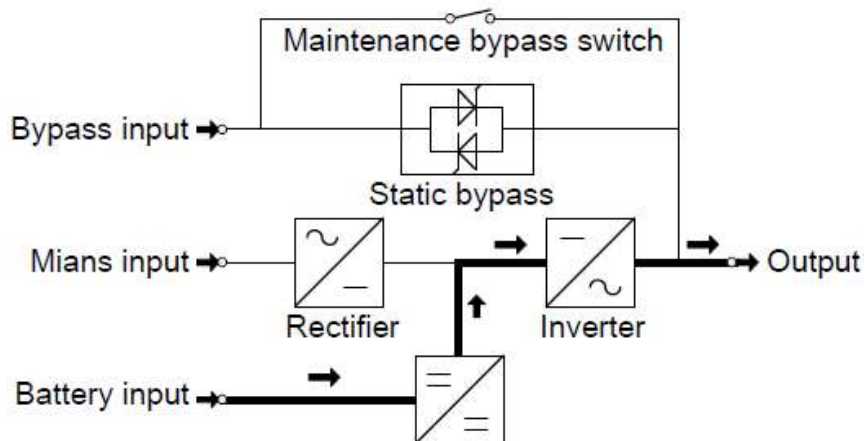 Maintenance bypass switch
Bypass input
Static bypass
Mians input
Output
Rectifier
Inverter
Battery input